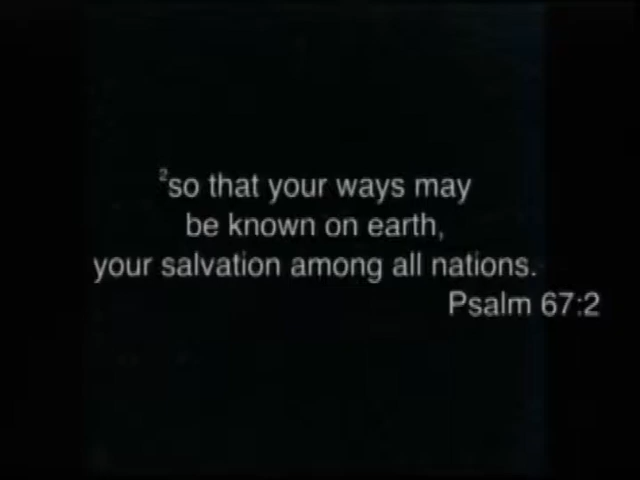 ²so that your ways may
be known on earth,
your salvation among all nations.
Psalm 67:2